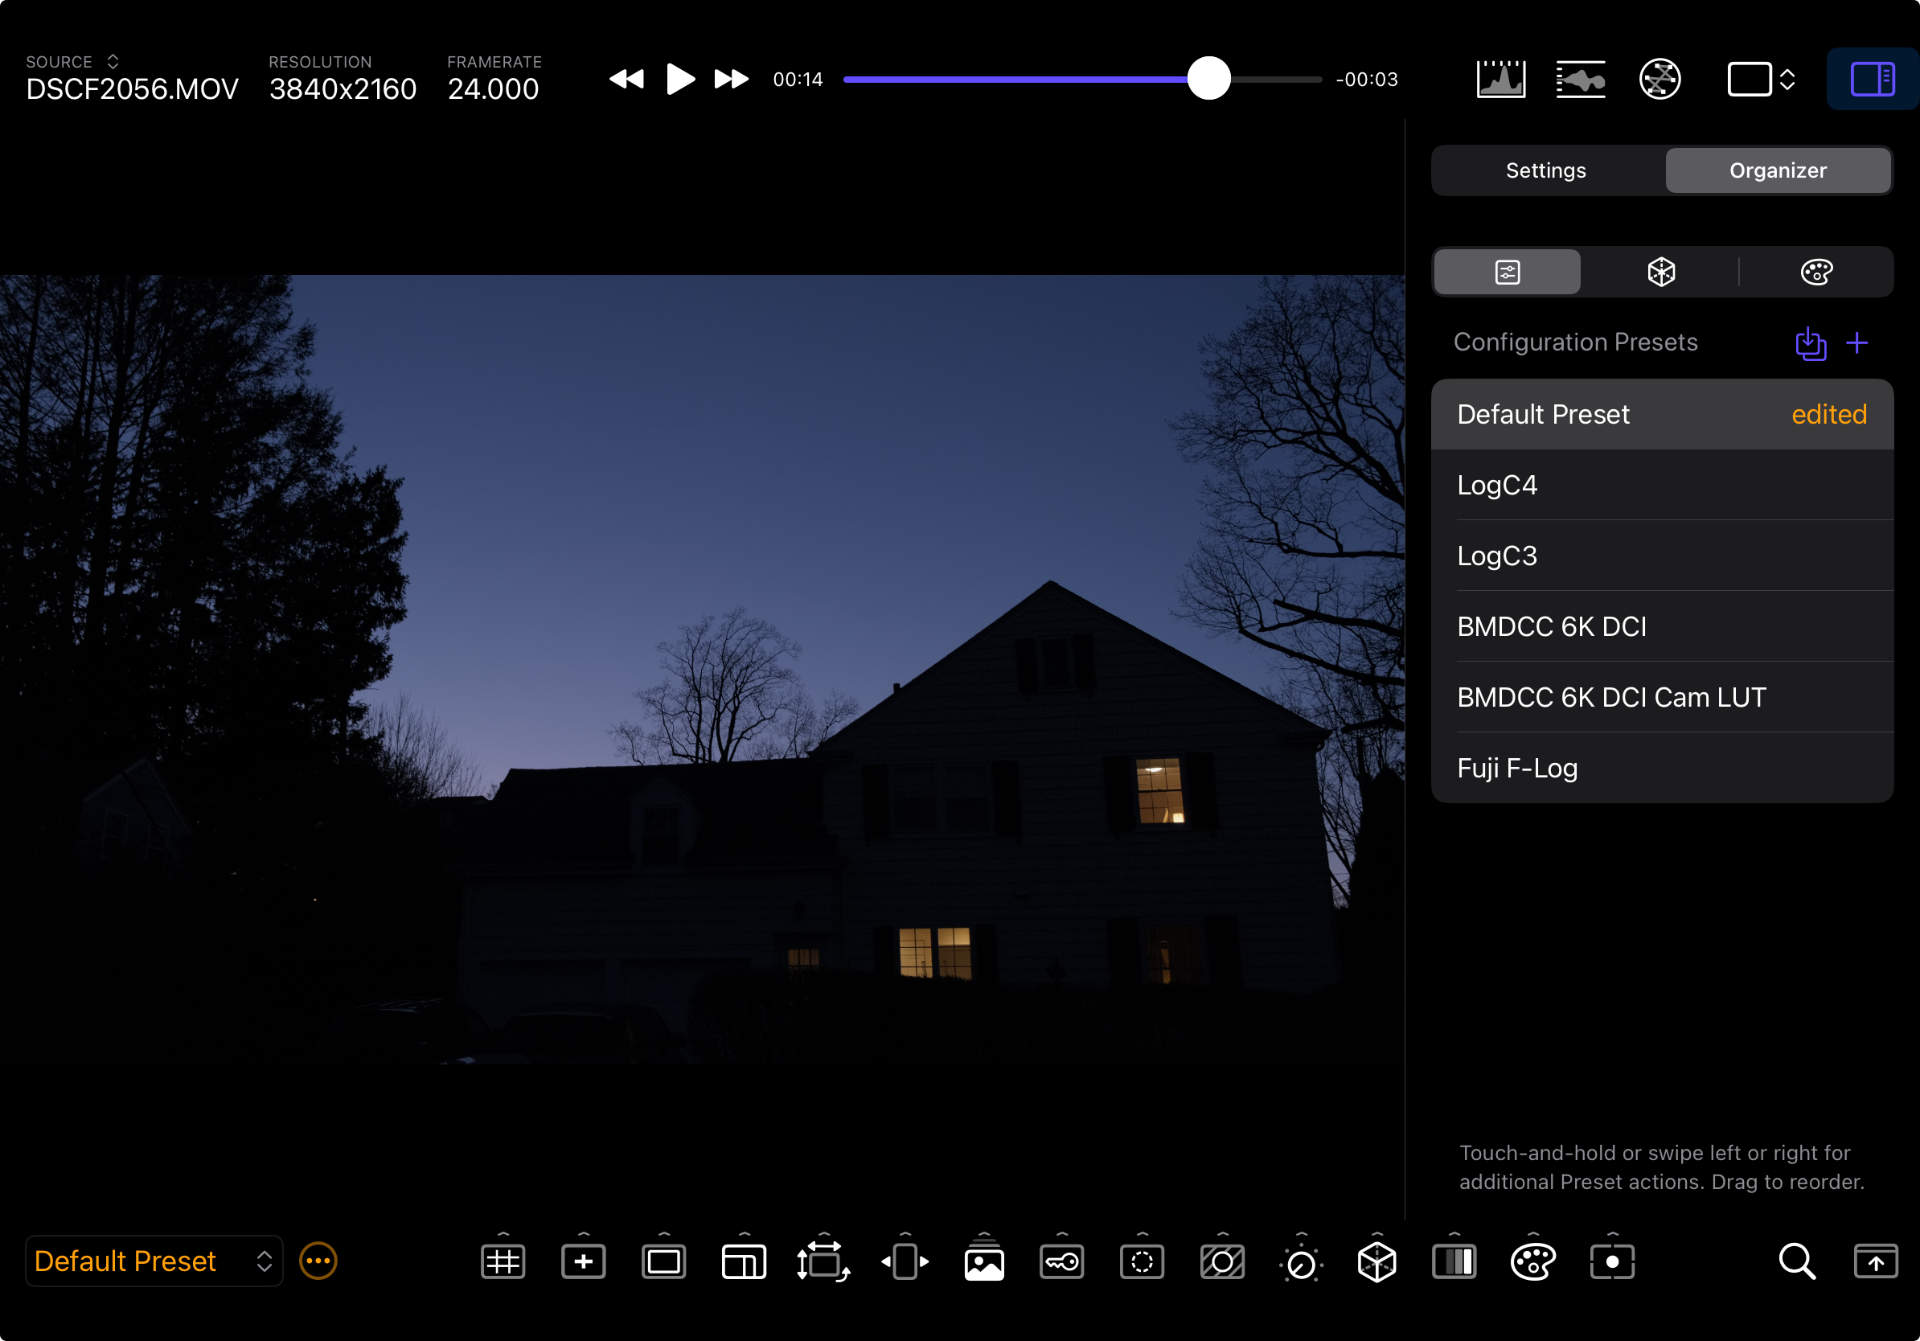 SOURCE
DSCF2056.MOV
RESOLUTION
3840x2160
FRAMERATE
24.000
00:14
-00:03
Settings
Organizer
Configuration Presets
Default Preset
edited
LogC4
LogC3
BMDCC 6K DCI
BMDCC 6K DCI Cam LUT
Fuji F-Log
Touch-and-hold or swipe left or right for
additional Preset actions. Drag to reorder.
Default Preset